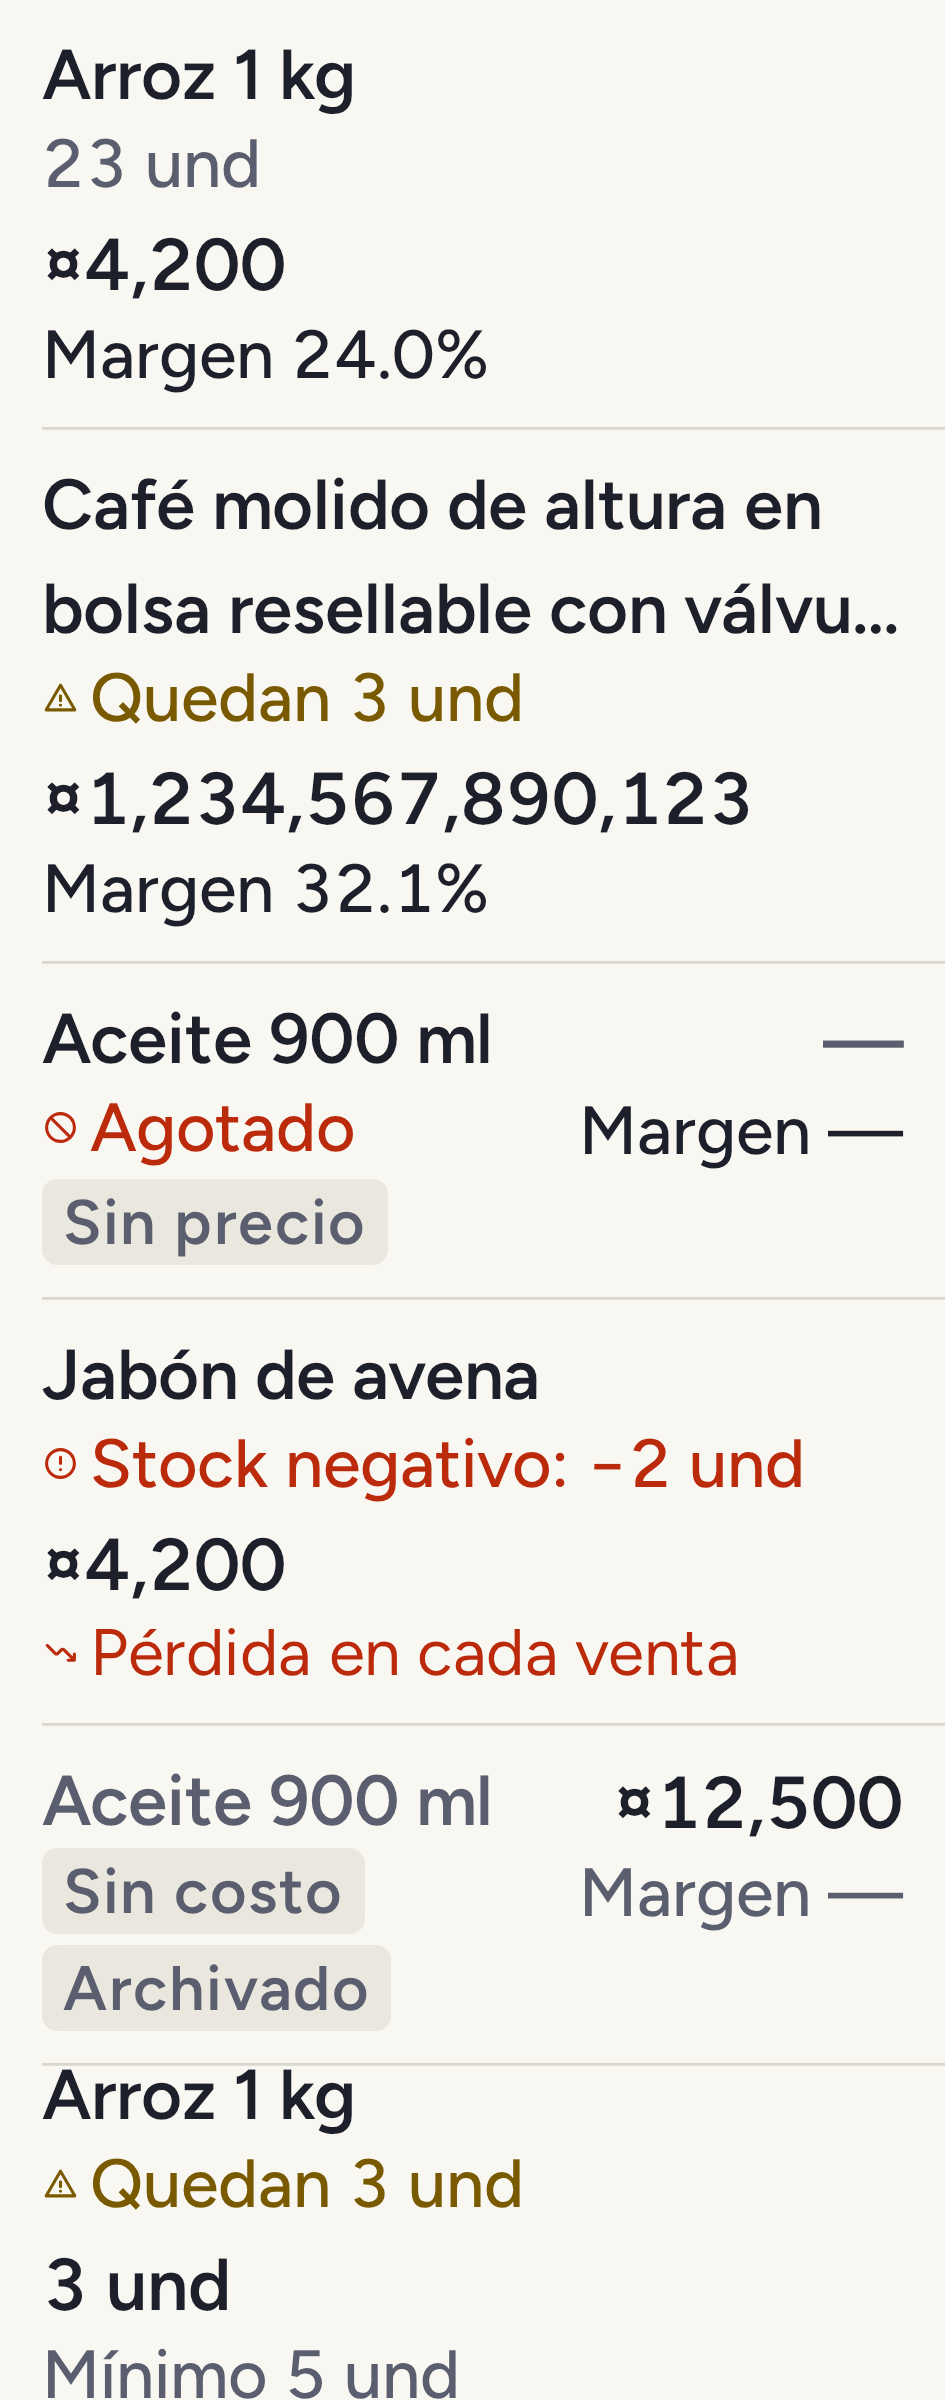 Arroz 1 kg
23 und
¤4,200
Margen 24.0%
Café molido de altura en
bolsa resellable con válvu...
Quedan 3 und
¤1,234,567,890,123
Margen 32.1%
Aceite 900 ml —
Agotado Margen —
Sin precio
Jabón de avena
Stock negativo: −2 und
¤4,200
Pérdida en cada venta
Aceite 900 ml ¤12,500
Sin costo Margen —
Archivado
Arroz 1 kg
Quedan 3 und
3 und
Mínimo 5 und